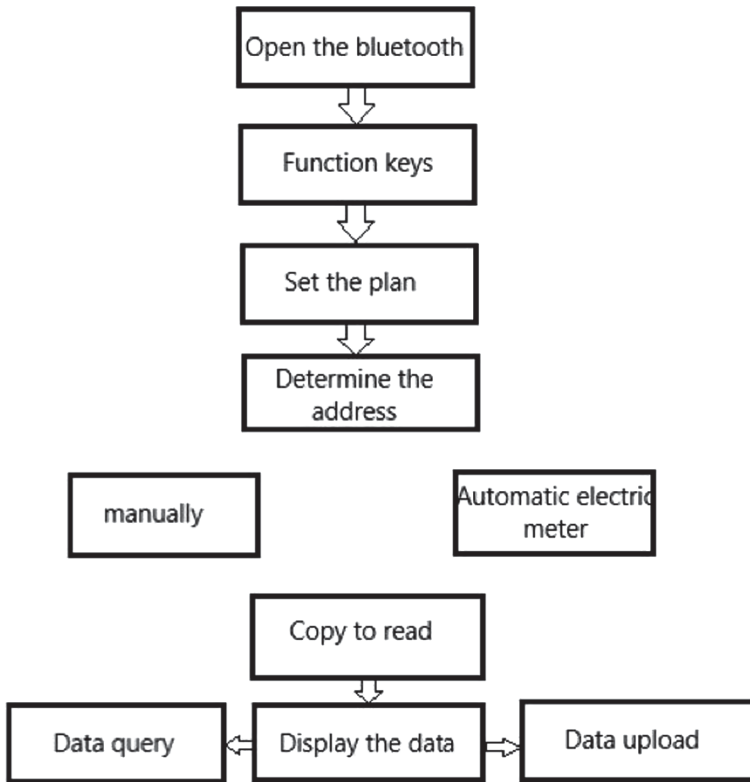 Open the bluetooth
Function keys
Set the plan
Determine the
address
manually
Automatic electric
meter
Copy to read
Data query
Display the data
Data upload